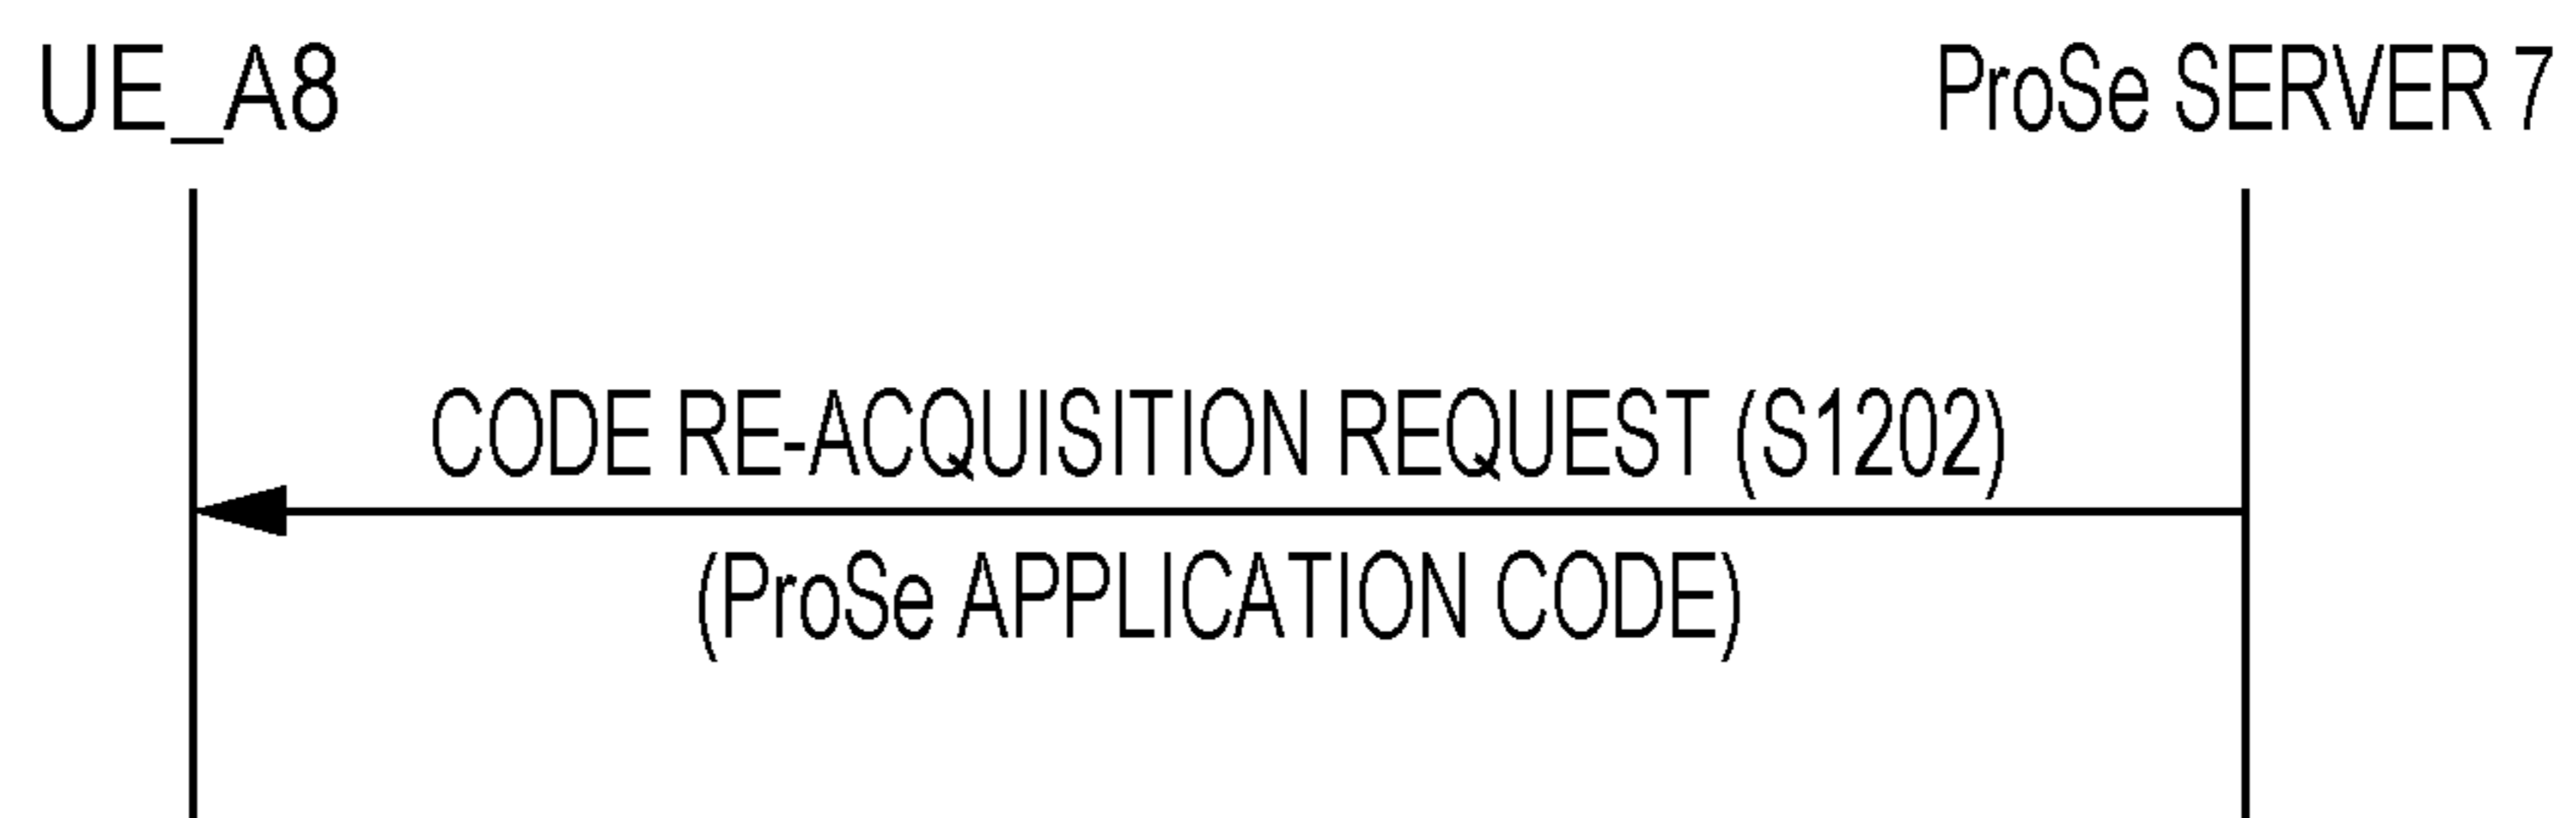 UE_A8
ProSe SERVER 7
CODE RE-ACQUISITION REQUEST (S1202)
(ProSe APPLICATION CODE)